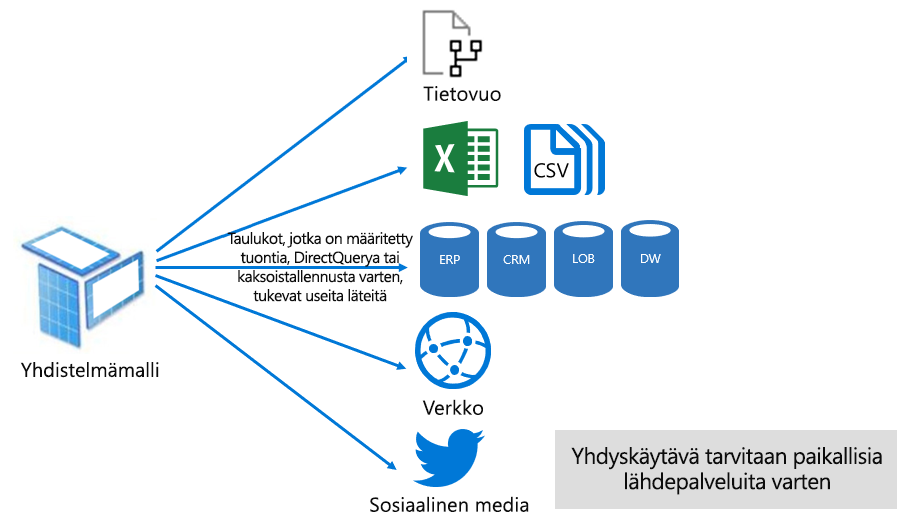 Tietovuo
X
CSV
Taulukot, jotka on määritetty
tuontia, DirectQuerya tai
kaksoistallennusta varten,
tukevat useita läteitä
ERP
CRM
LOB
DW
Yhdistelmämalli
Verkko
Sosiaalinen media
Yhdyskäytävä tarvitaan paikallisia
lähdepalveluita varten